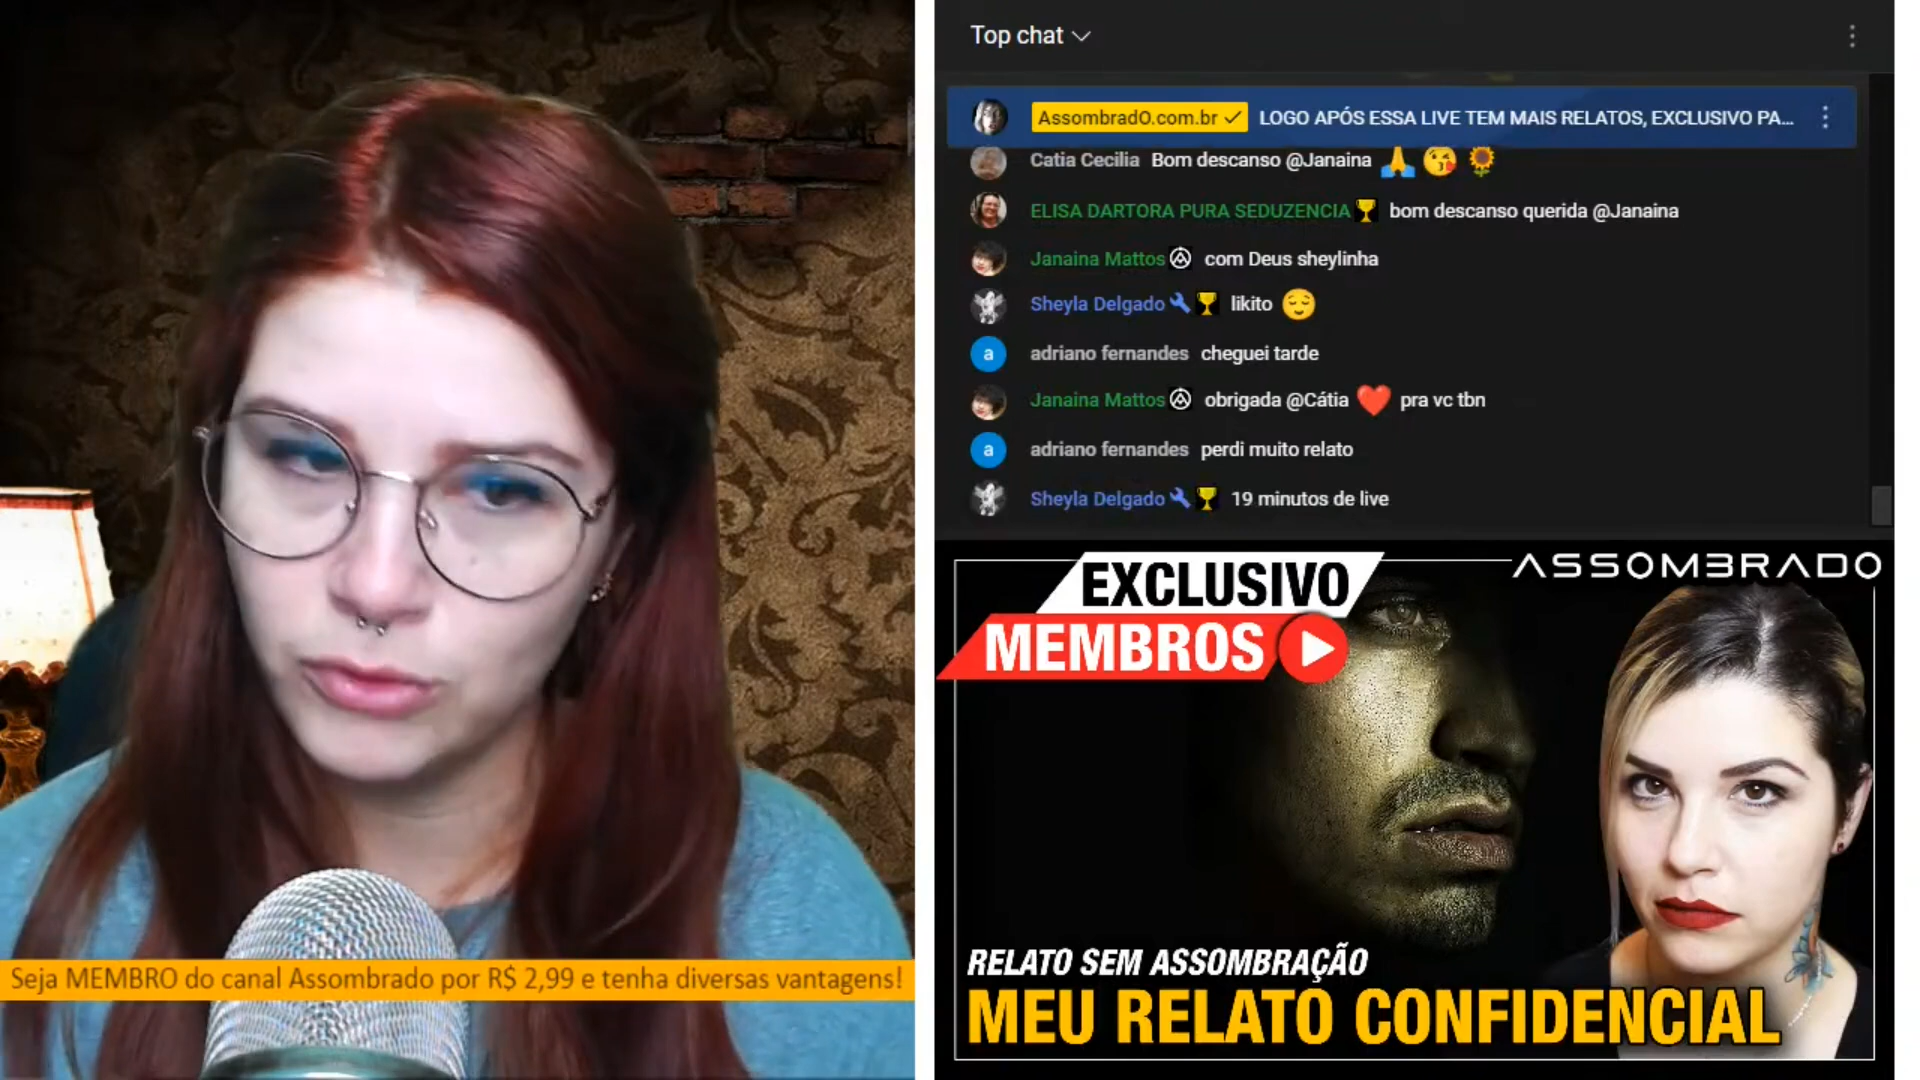 Top chat
AssombradO.com.br LOGO APÓS ESSA LIVE TEM MAIS RELATOS, EXCLUSIVO PA...
Catia Cecilia Bom descanso @Janaina 🙏 😘 🌻
ELISA DARTORA PURA SEDUZENCIA 🏆 bom descanso querida @Janaina
Janaina Mattos com Deus sheylinha
Sheyla Delgado 🔧 🏆 likito 😌
a adriano fernandes cheguei tarde
Janaina Mattos obrigada @Cátia ❤️ pra vc tbn
a adriano fernandes perdi muito relato
Sheyla Delgado 🔧 🏆 19 minutos de live
ASSOMBRADO
EXCLUSIVO
MEMBROS
RELATO SEM ASSOMBRAÇÃO
MEU RELATO CONFIDENCIAL
Seja MEMBRO do canal Assombrado por R$ 2,99 e tenha diversas vantagens!